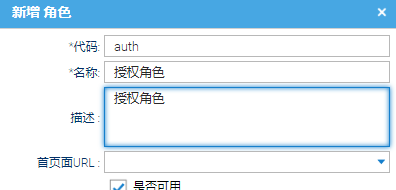 新增 角色
*代码: auth
*名称: 授权角色
描述 : 授权角色
首页面URL :
是否可用